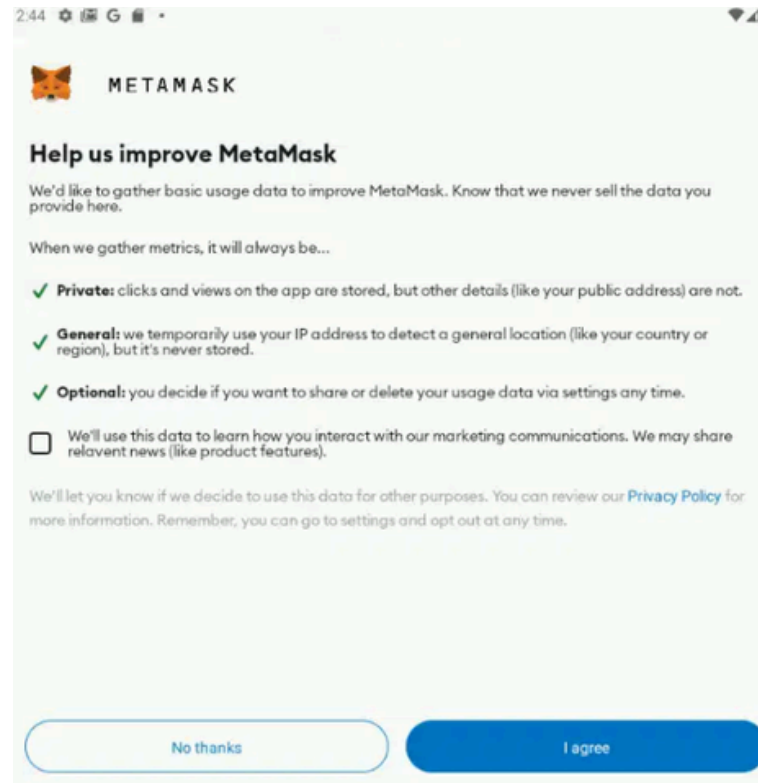 2:44
METAMASK
Help us improve MetaMask
We'd like to gather basic usage data to improve MetaMask. Know that we never sell the data you
provide here.
When we gather metrics, it will always be...
Private: clicks and views on the app are stored, but other details (like your public address) are not.
General: we temporarily use your IP address to detect a general location (like your country or
region), but it's never stored.
Optional: you decide if you want to share or delete your usage data via settings any time.
We'll use this data to learn how you interact with our marketing communications. We may share
relavent news (like product features).
We'll let you know if we decide to use this data for other purposes. You can review our Privacy Policy for
more information. Remember, you can go to settings and opt out at any time.
No thanks
I agree